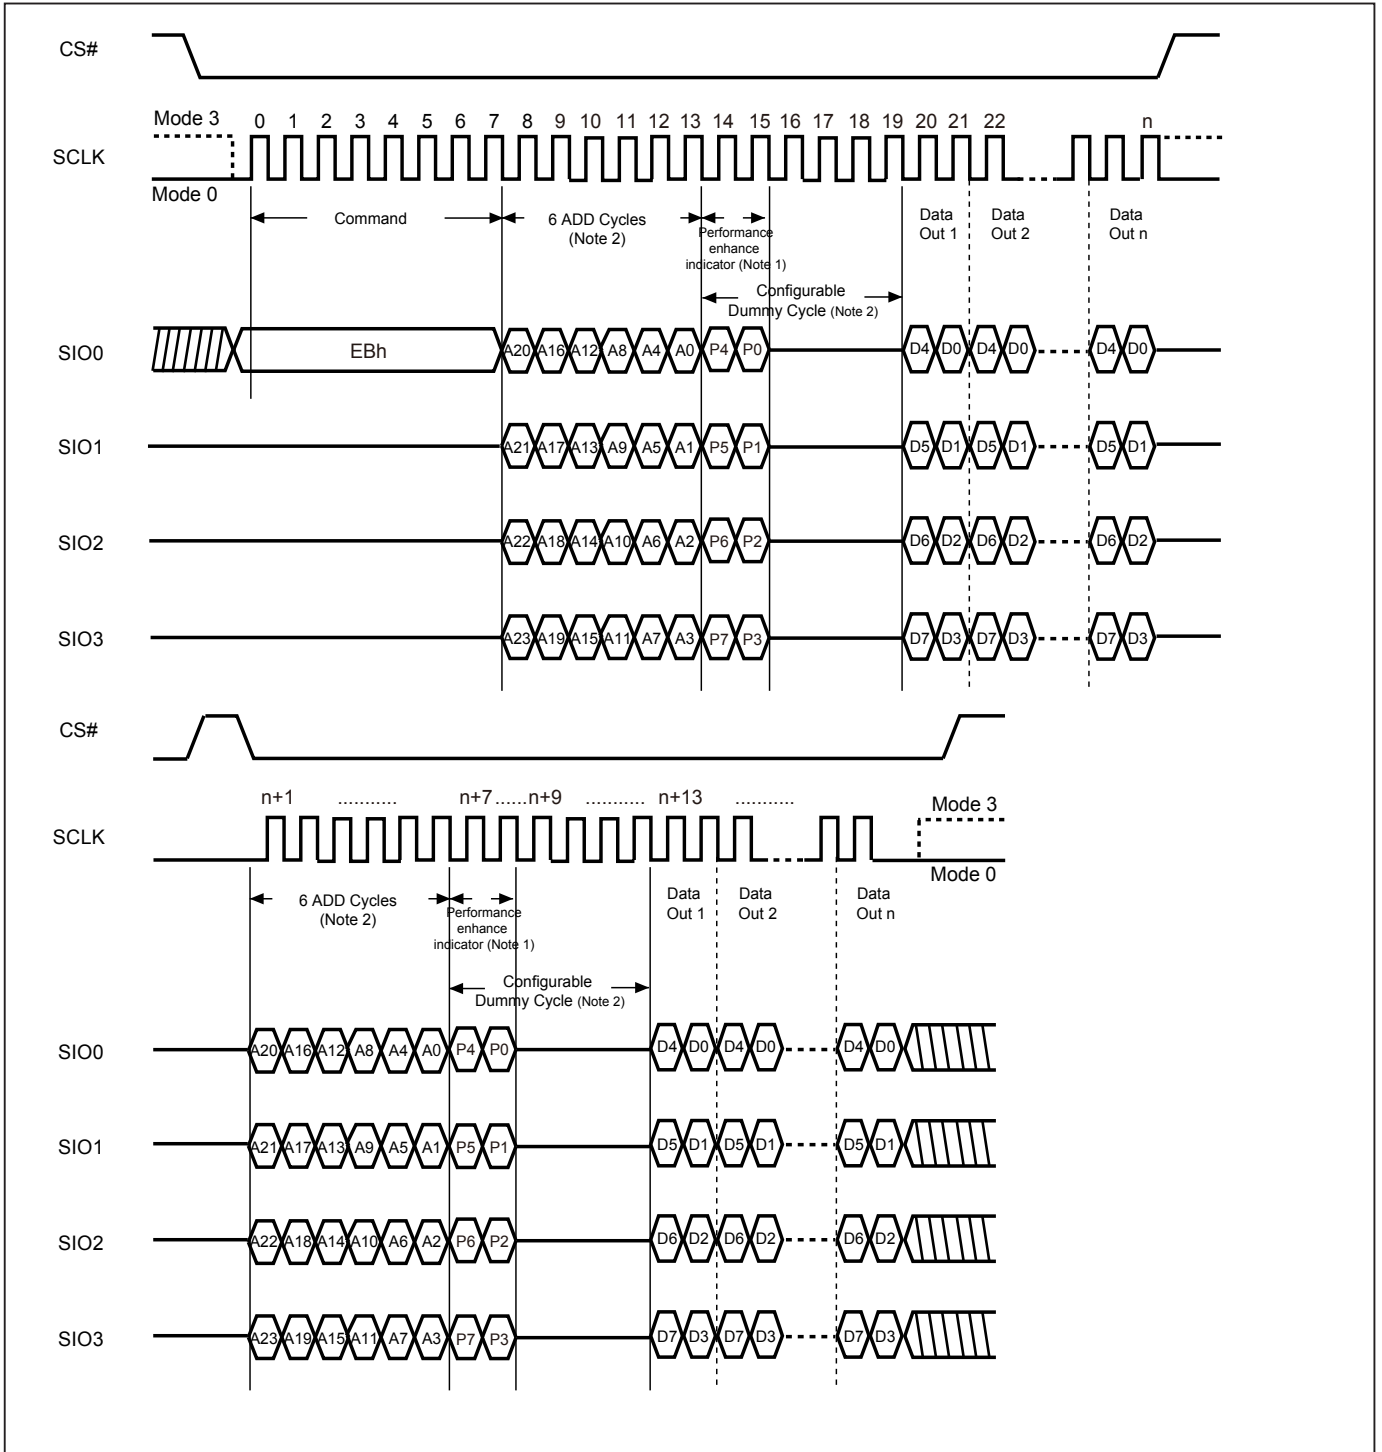 CS#
Mode 3
0 1 2 3 4 5 6 7 8 9 10 11 12 13 14 15 16 17 18 19 20 21 22 n
SCLK
Mode 0
Command
6 ADD Cycles
(Note 2)
Performance
enhance
indicator (Note 1)
Data
Out 1
Data
Out 2
Data
Out n
Configurable
Dummy Cycle (Note 2)
SIO0 EBh A20 A16 A12 A8 A4 A0 P4 P0 D4 D0 D4 D0 D4 D0
SIO1 A21 A17 A13 A9 A5 A1 P5 P1 D5 D1 D5 D1 D5 D1
SIO2 A22 A18 A14 A10 A6 A2 P6 P2 D6 D2 D6 D2 D6 D2
SIO3 A23 A19 A15 A11 A7 A3 P7 P3 D7 D3 D7 D3 D7 D3
CS#
n+1 ........... n+7......n+9 ........... n+13 ...........
Mode 3
SCLK
Mode 0
6 ADD Cycles
(Note 2)
Performance
enhance
indicator (Note 1)
Data
Out 1
Data
Out 2
Data
Out n
Configurable
Dummy Cycle (Note 2)
SIO0 A20 A16 A12 A8 A4 A0 P4 P0 D4 D0 D4 D0 D4 D0
SIO1 A21 A17 A13 A9 A5 A1 P5 P1 D5 D1 D5 D1 D5 D1
SIO2 A22 A18 A14 A10 A6 A2 P6 P2 D6 D2 D6 D2 D6 D2
SIO3 A23 A19 A15 A11 A7 A3 P7 P3 D7 D3 D7 D3 D7 D3